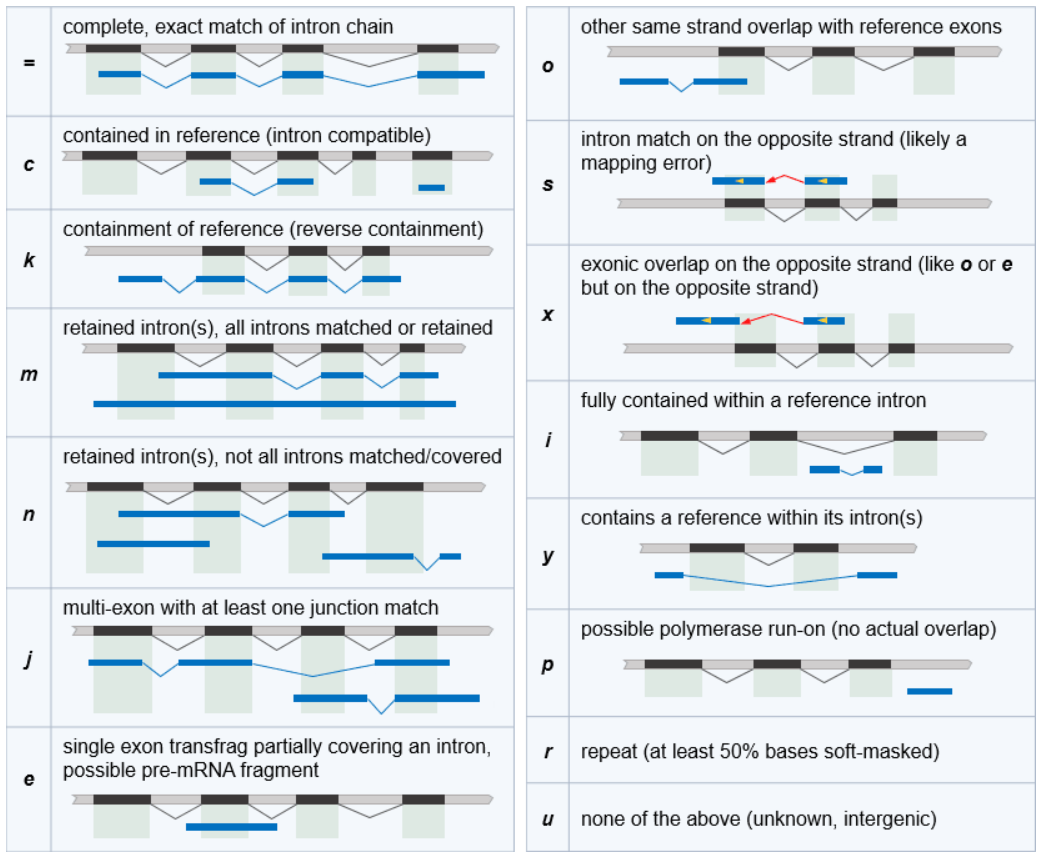 =
complete, exact match of intron chain
c
contained in reference (intron compatible)
k
containment of reference (reverse containment)
m
retained intron(s), all introns matched or retained
n
retained intron(s), not all introns matched/covered
j
multi-exon with at least one junction match
e
single exon transfrag partially covering an intron,
possible pre-mRNA fragment
o
other same strand overlap with reference exons
s
intron match on the opposite strand (likely a
mapping error)
x
exonic overlap on the opposite strand (like o or e
but on the opposite strand)
i
fully contained within a reference intron
y
contains a reference within its intron(s)
p
possible polymerase run-on (no actual overlap)
r
repeat (at least 50% bases soft-masked)
u
none of the above (unknown, intergenic)